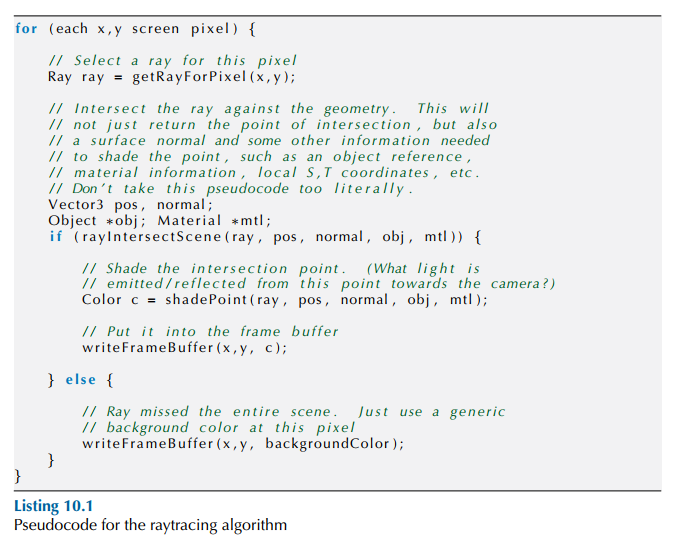 for (each x,y screen pixel) {
// Select a ray for this pixel
Ray ray = getRayForPixel(x,y);
// Intersect the ray against the geometry. This will
// not just return the point of intersection, but also
// a surface normal and some other information needed
// to shade the point, such as an object reference,
// material information, local S,T coordinates, etc.
// Don't take this pseudocode too literally.
Vector3 pos, normal;
Object *obj; Material *mtl;
if (rayIntersectScene(ray, pos, normal, obj, mtl)) {
// Shade the intersection point. (What light is
// emitted/reflected from this point towards the camera?)
Color c = shadePoint(ray, pos, normal, obj, mtl);
// Put it into the frame buffer
writeFrameBuffer(x,y, c);
} else {
// Ray missed the entire scene. Just use a generic
// background color at this pixel
writeFrameBuffer(x,y, backgroundColor);
}
}
Listing 10.1
Pseudocode for the raytracing algorithm